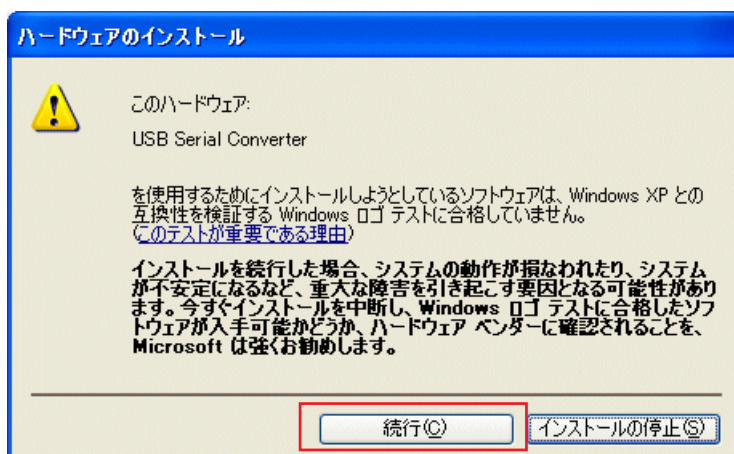 ハードウェアのインストール
このハードウェア:
USB Serial Converter
を使用するためにインストールしようとしているソフトウェアは、Windows XP との
互換性を検証する Windows ロゴ テストに合格していません。
(このテストが重要である理由)
インストールを続行した場合、システムの動作が損なわれたり、システム
が不安定になるなど、重大な障害を引き起こす要因となる可能性があり
ます。今すぐインストールを中断し、Windows ロゴ テストに合格したソフ
トウェアが入手可能かどうか、ハードウェア ベンダーに確認されることを、
Microsoft は強くお勧めします。
続行(C) インストールの停止(S)